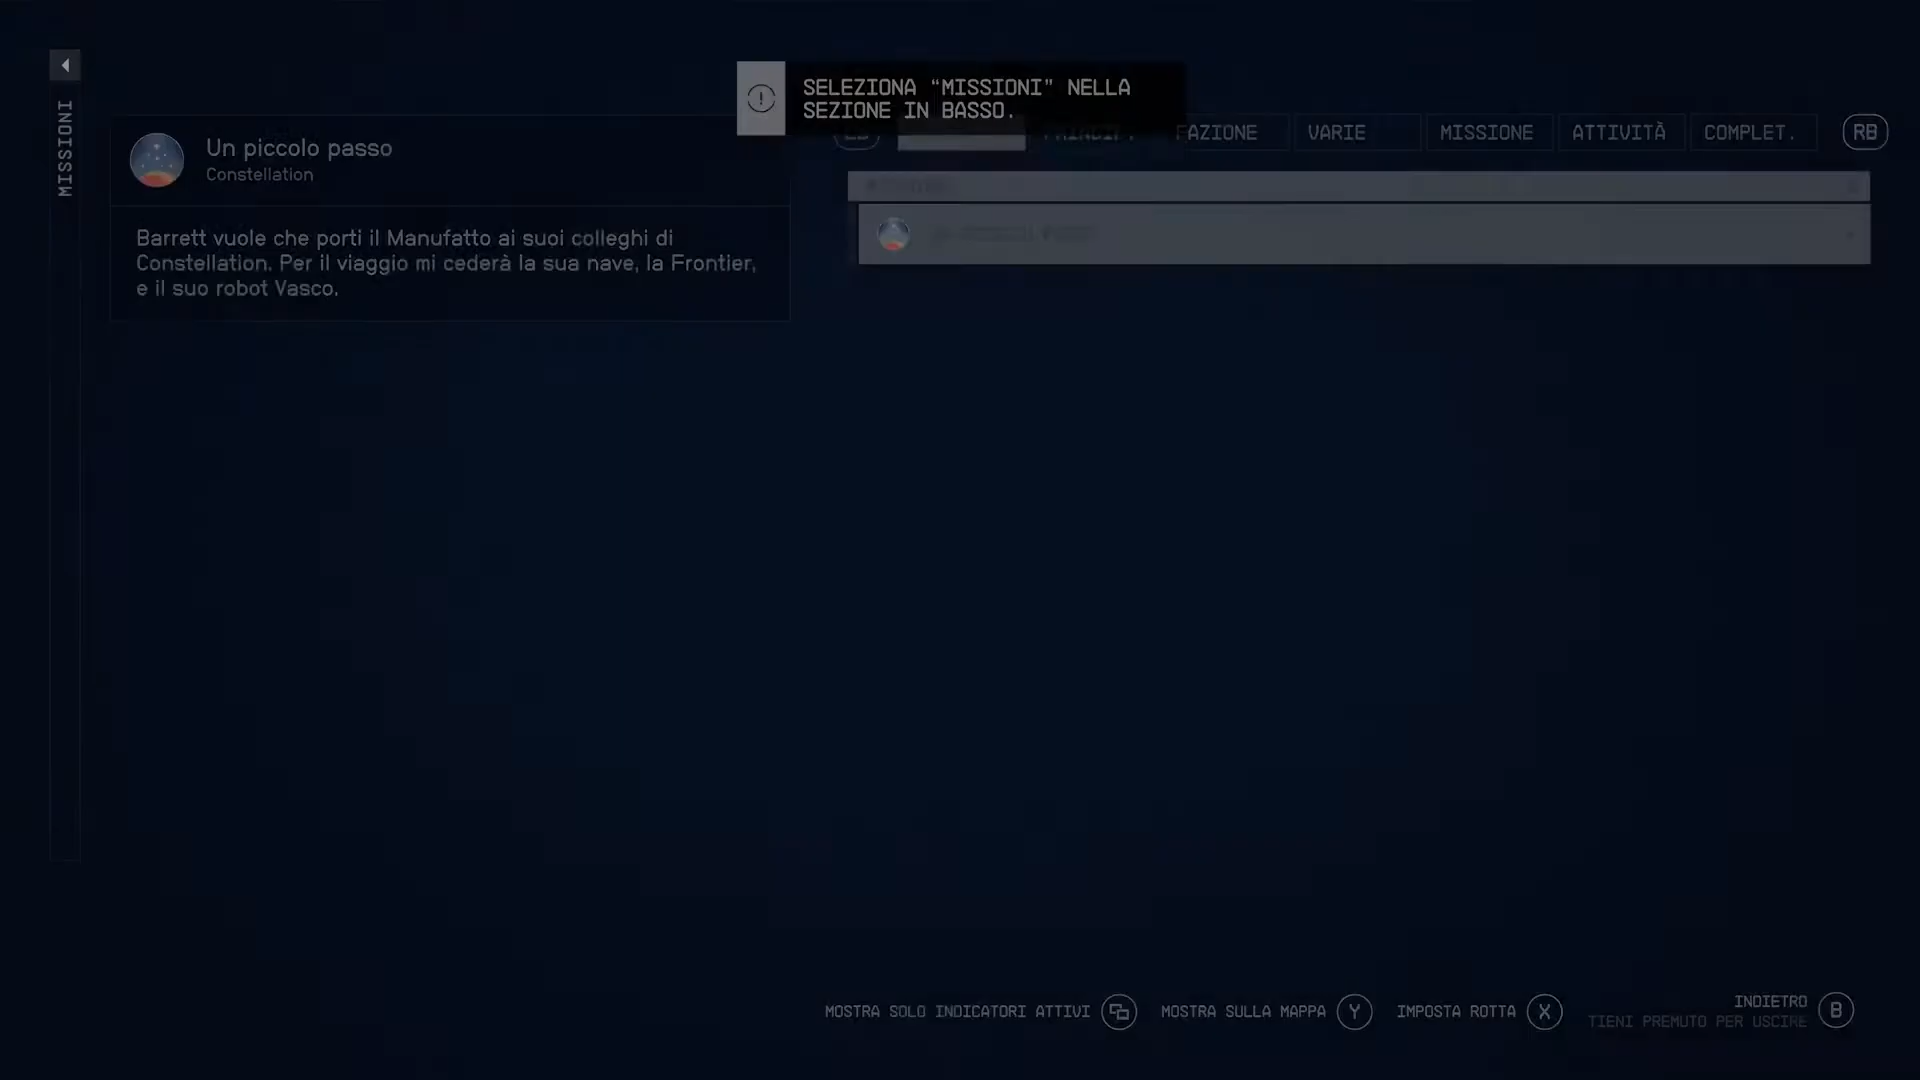 SELEZIONA “MISSIONI” NELLA
SEZIONE IN BASSO.
MISSIONI
Un piccolo passo
Constellation
Barrett vuole che porti il Manufatto ai suoi colleghi di
Constellation. Per il viaggio mi cederà la sua nave, la Frontier,
e il suo robot Vasco.
FAZIONE
VARIE
MISSIONE
ATTIVITÀ
COMPLET.
RB
MOSTRA SOLO INDICATORI ATTIVI
MOSTRA SULLA MAPPA Y
IMPOSTA ROTTA X
INDIETRO B
TIENI PREMUTO PER USCIRE